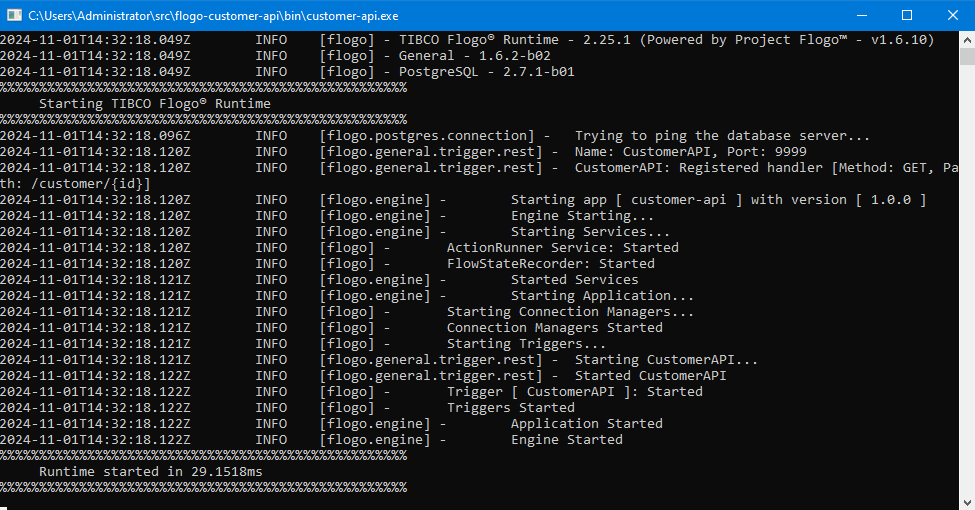 C:\Users\Administrator\src\flogo-customer-api\bin\customer-api.exe
2024-11-01T14:32:18.049Z INFO [flogo] - TIBCO Flogo® Runtime - 2.25.1 (Powered by Project Flogo™ - v1.6.10)
2024-11-01T14:32:18.049Z INFO [flogo] - General - 1.6.2-b02
2024-11-01T14:32:18.049Z INFO [flogo] - PostgreSQL - 2.7.1-b01
%%%%%%%%%%%%%%%%%%%%%%%%%%%%%%%%%%%%%%%%%%%%%%%%%%%
Starting TIBCO Flogo® Runtime
%%%%%%%%%%%%%%%%%%%%%%%%%%%%%%%%%%%%%%%%%%%%%%%%%%%
2024-11-01T14:32:18.096Z INFO [flogo.postgres.connection] - Trying to ping the database server...
2024-11-01T14:32:18.120Z INFO [flogo.general.trigger.rest] - Name: CustomerAPI, Port: 9999
2024-11-01T14:32:18.120Z INFO [flogo.general.trigger.rest] - CustomerAPI: Registered handler [Method: GET, Pa
th: /customer/{id}]
2024-11-01T14:32:18.120Z INFO [flogo.engine] - Starting app [ customer-api ] with version [ 1.0.0 ]
2024-11-01T14:32:18.120Z INFO [flogo.engine] - Engine Starting...
2024-11-01T14:32:18.120Z INFO [flogo.engine] - Starting Services...
2024-11-01T14:32:18.120Z INFO [flogo] - ActionRunner Service: Started
2024-11-01T14:32:18.120Z INFO [flogo] - FlowStateRecorder: Started
2024-11-01T14:32:18.121Z INFO [flogo.engine] - Started Services
2024-11-01T14:32:18.121Z INFO [flogo.engine] - Starting Application...
2024-11-01T14:32:18.121Z INFO [flogo] - Starting Connection Managers...
2024-11-01T14:32:18.121Z INFO [flogo] - Connection Managers Started
2024-11-01T14:32:18.121Z INFO [flogo] - Starting Triggers...
2024-11-01T14:32:18.121Z INFO [flogo.general.trigger.rest] - Starting CustomerAPI...
2024-11-01T14:32:18.122Z INFO [flogo.general.trigger.rest] - Started CustomerAPI
2024-11-01T14:32:18.122Z INFO [flogo] - Trigger [ CustomerAPI ]: Started
2024-11-01T14:32:18.122Z INFO [flogo] - Triggers Started
2024-11-01T14:32:18.122Z INFO [flogo.engine] - Application Started
2024-11-01T14:32:18.122Z INFO [flogo.engine] - Engine Started
%%%%%%%%%%%%%%%%%%%%%%%%%%%%%%%%%%%%%%%%%%%%%%%%%%%
Runtime started in 29.1518ms
%%%%%%%%%%%%%%%%%%%%%%%%%%%%%%%%%%%%%%%%%%%%%%%%%%%